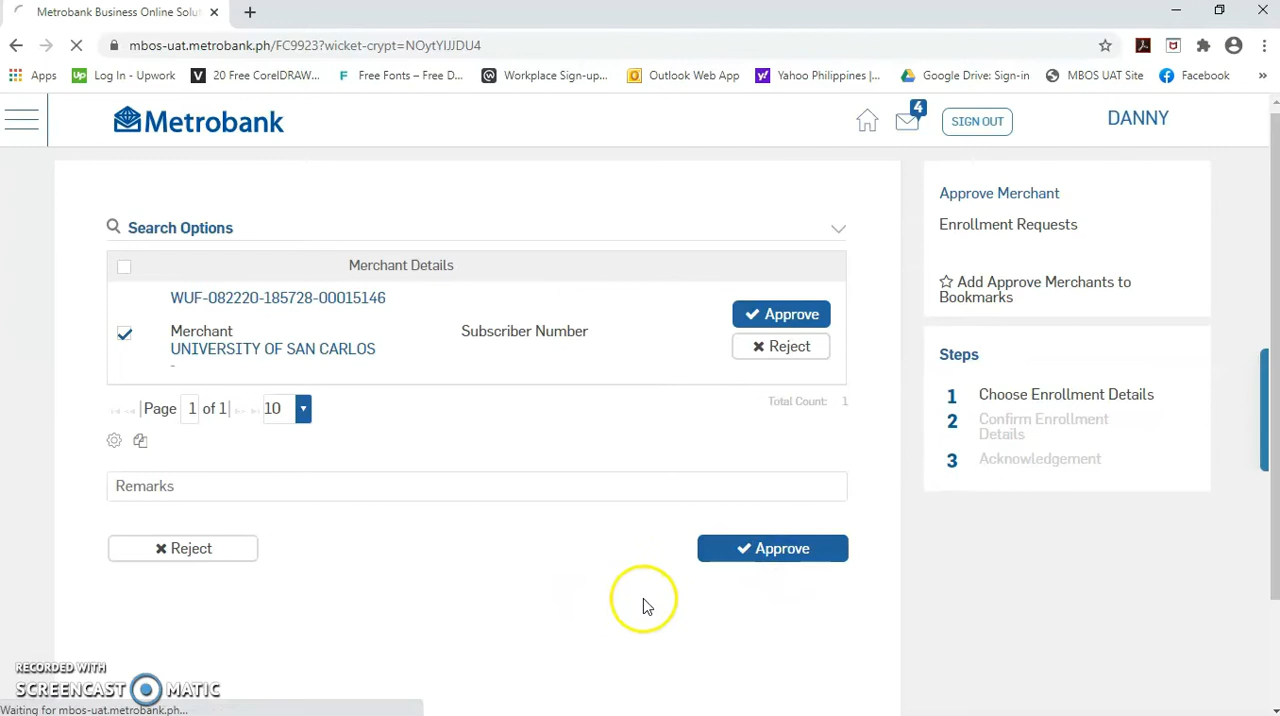 Metrobank Business Online Solut
mbos-uat.metrobank.ph/FC9923?wicket-crypt=NOytYIJJDU4
Apps
Up Log In - Upwork
V 20 Free CorelDRAW...
F Free Fonts – Free D...
Workplace Sign-up...
Outlook Web App
Yahoo Philippines |...
Google Drive: Sign-in
MBOS UAT Site
Facebook
»
Metrobank
4
SIGN OUT
DANNY
Search Options
Merchant Details
WUF-082220-185728-00015146
Merchant
Subscriber Number
UNIVERSITY OF SAN CARLOS
-
Approve
Reject
Page 1 of 1
10
Total Count: 1
Remarks
Reject
Approve
Approve Merchant
Enrollment Requests
Add Approve Merchants to
Bookmarks
Steps
1 Choose Enrollment Details
2 Confirm Enrollment
Details
3 Acknowledgement
RECORDED WITH
SCREENCAST MATIC
Waiting for mbos-uat.metrobank.ph...